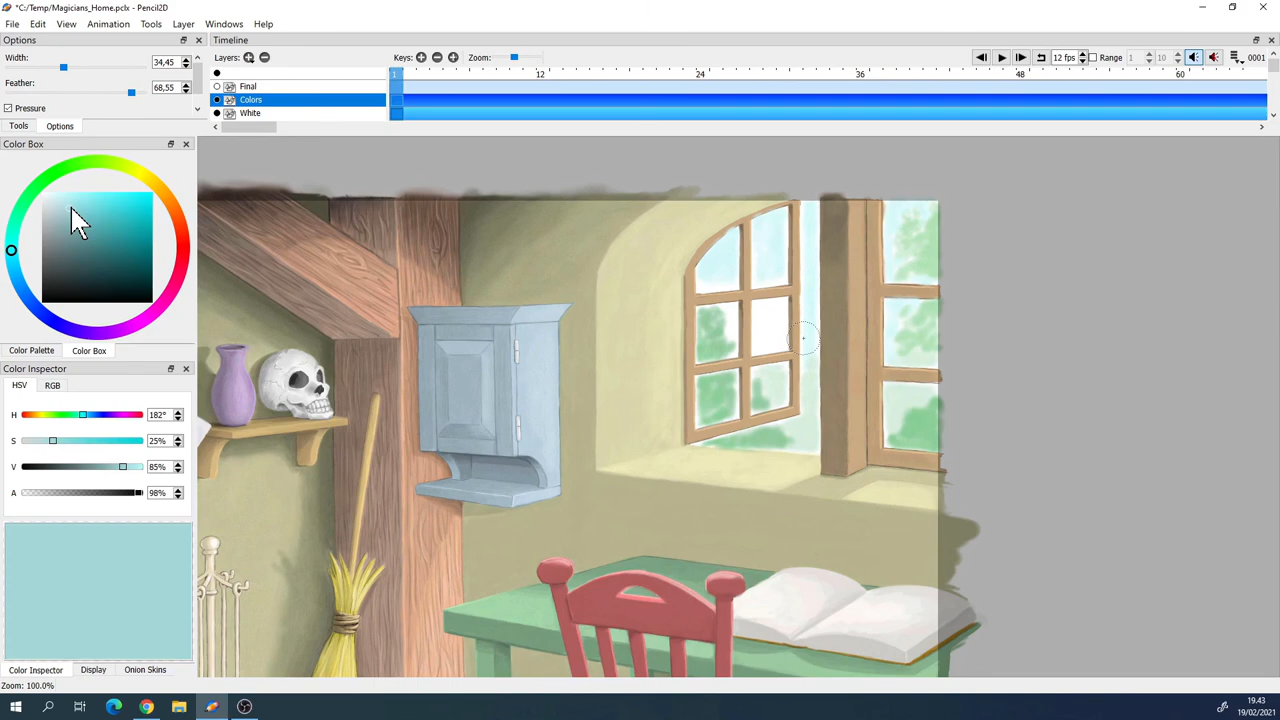 *C:/Temp/Magicians_Home.pclx - Pencil2D
File Edit View Animation Tools Layer Windows Help
Options
Width: 34,45
Feather: 68,55
Pressure
Tools Options
Timeline
Layers: Keys: Zoom: 12 fps Range 1 10 0001
1 12 24 36 48 60
Final
Colors
White
Color Box
Color Palette Color Box
Color Inspector
HSV RGB
H 182°
S 25%
V 85%
A 98%
Color Inspector Display Onion Skins
Zoom: 100.0%
19.43
19/02/2021